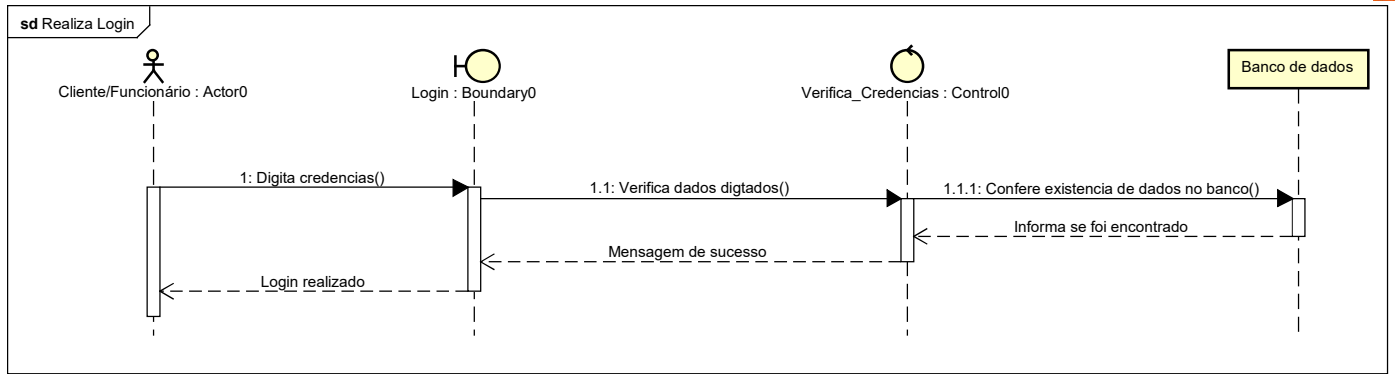 sd Realiza Login
Cliente/Funcionário : Actor0
Login : Boundary0
Verifica_Credencias : Control0
Banco de dados
1: Digita credencias()
1.1: Verifica dados digtados()
1.1.1: Confere existencia de dados no banco()
Informa se foi encontrado
Mensagem de sucesso
Login realizado